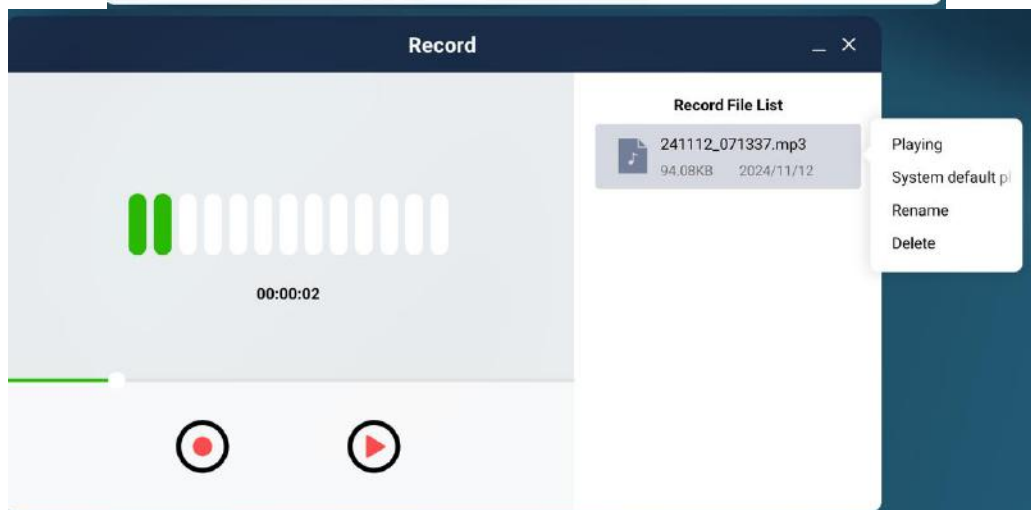 Record
Record File List
241112_071337.mp3
94.08KB 2024/11/12
Playing
System default pl
Rename
Delete
00:00:02